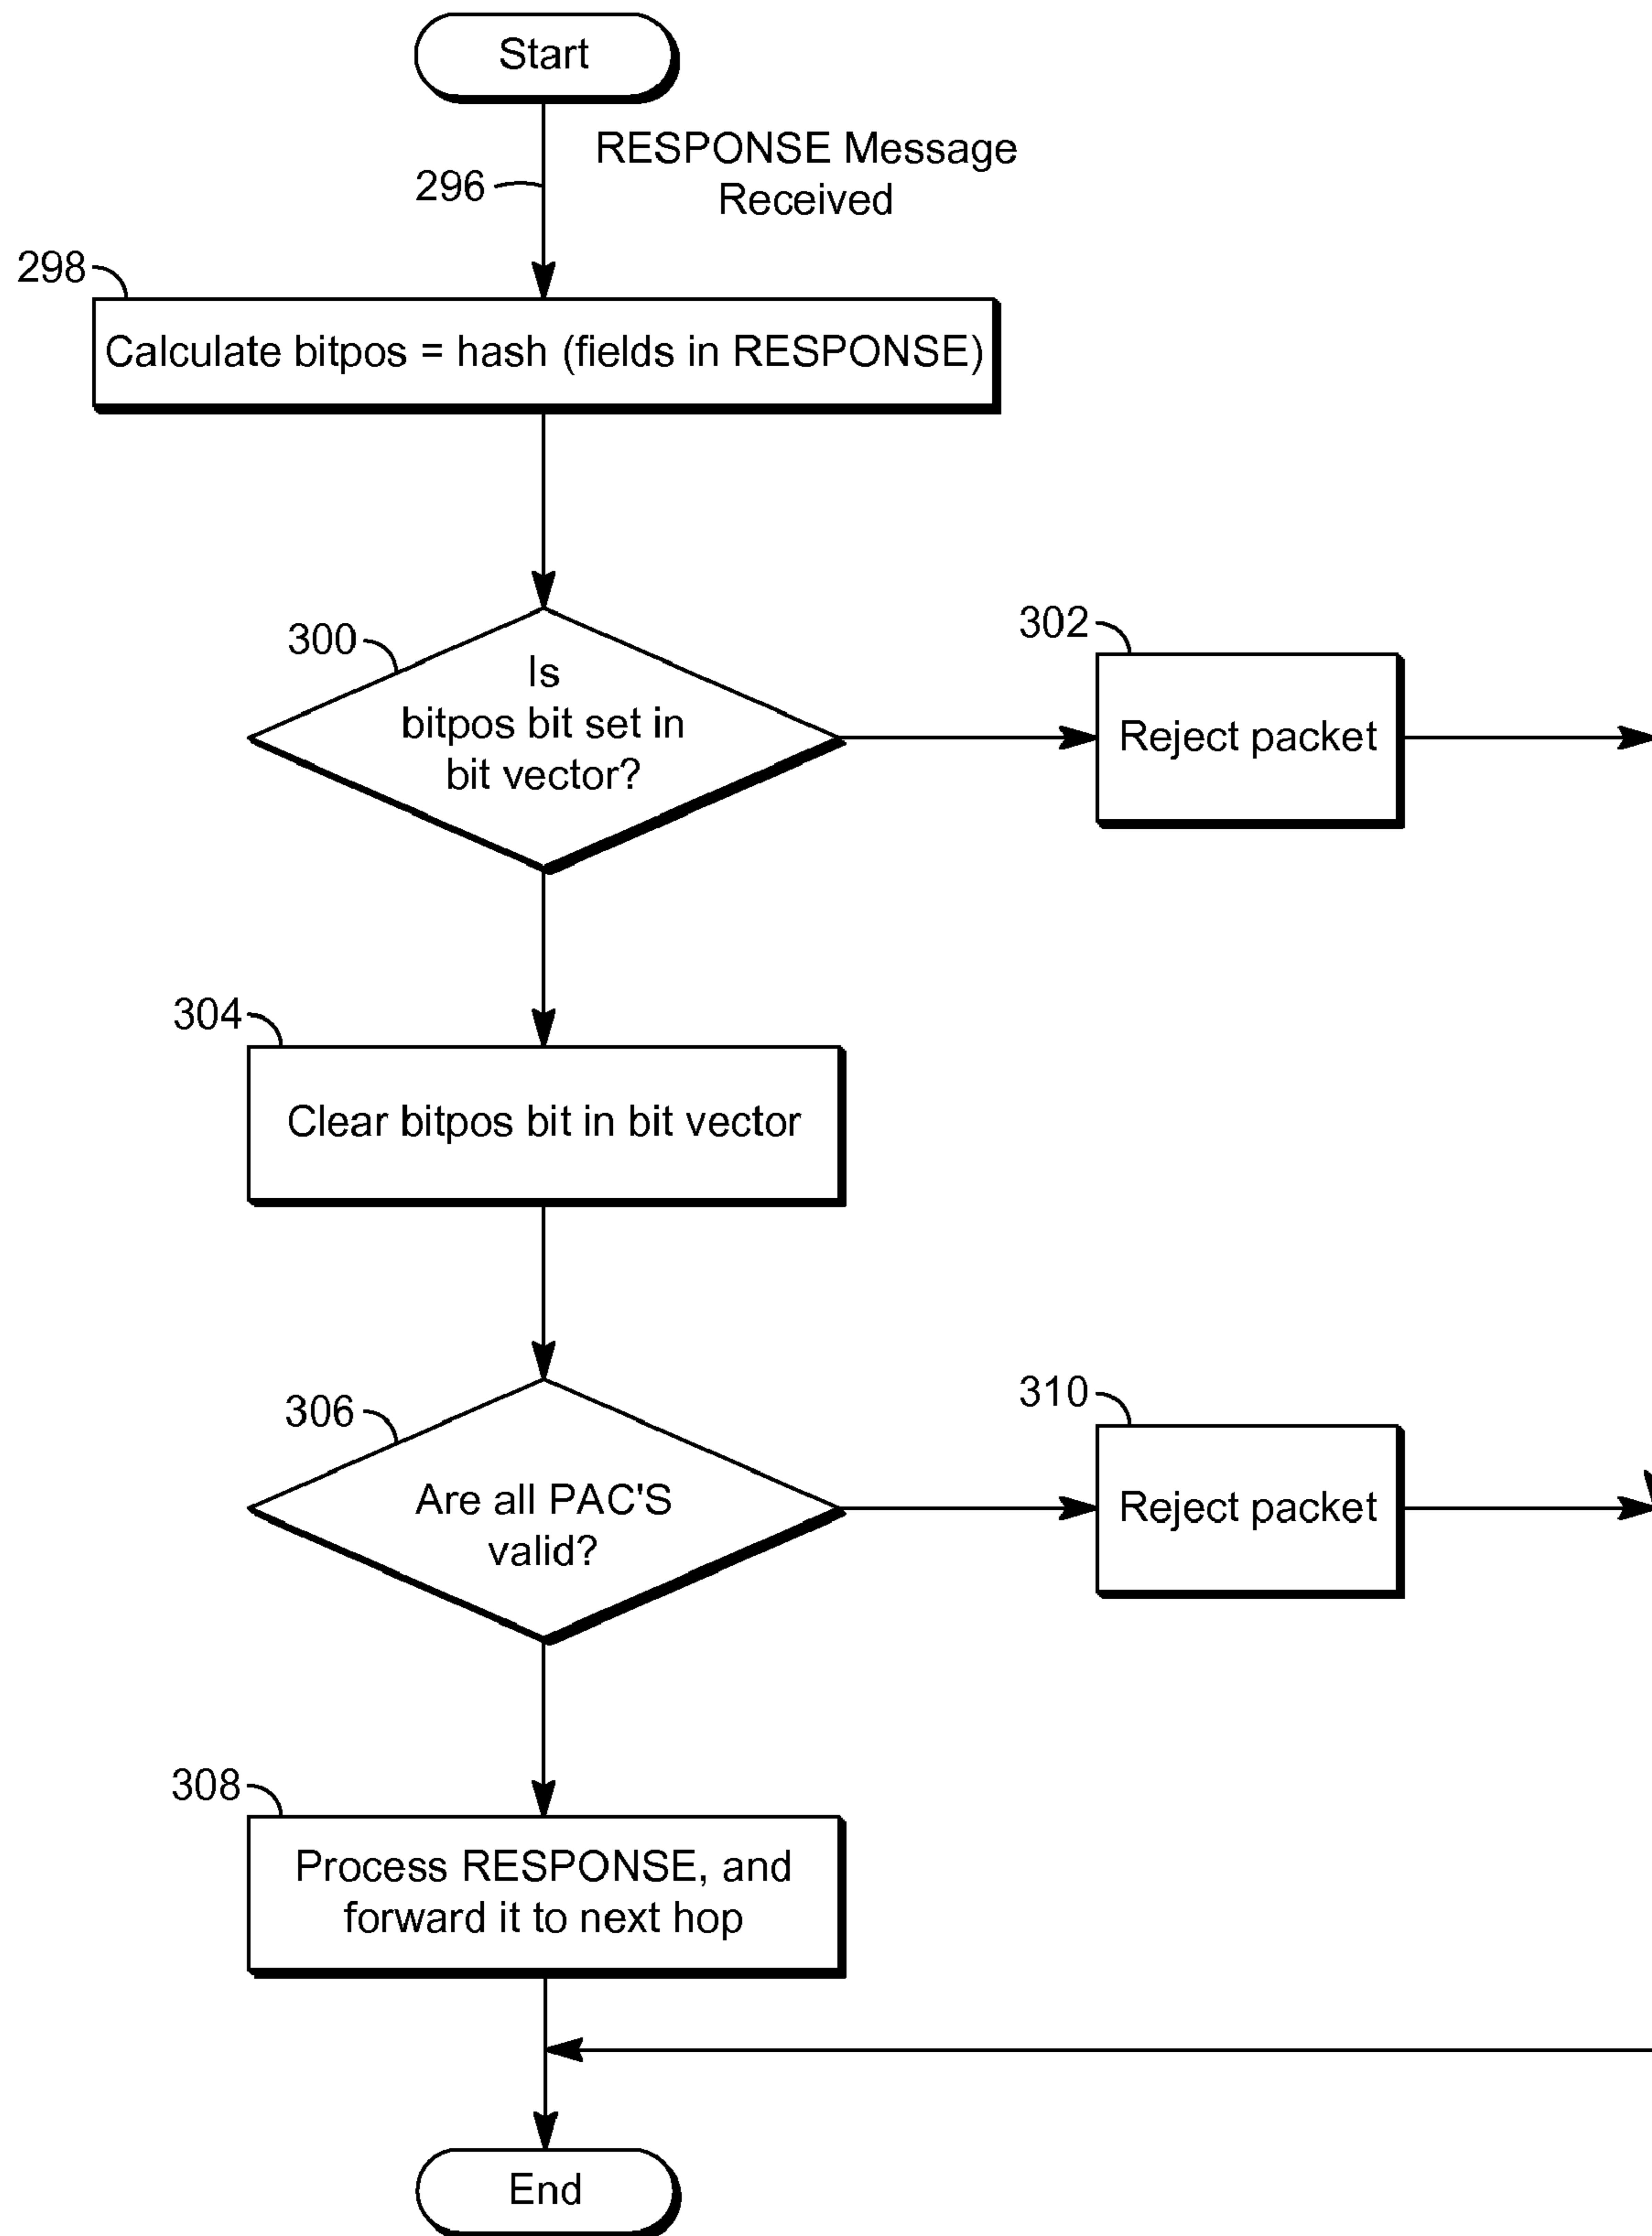 Start
RESPONSE Message
Received
296
298
Calculate bitpos = hash (fields in RESPONSE)
300
Is
bitpos bit set in
bit vector?
302
Reject packet
304
Clear bitpos bit in bit vector
306
Are all PAC'S
valid?
310
Reject packet
308
Process RESPONSE, and
forward it to next hop
End